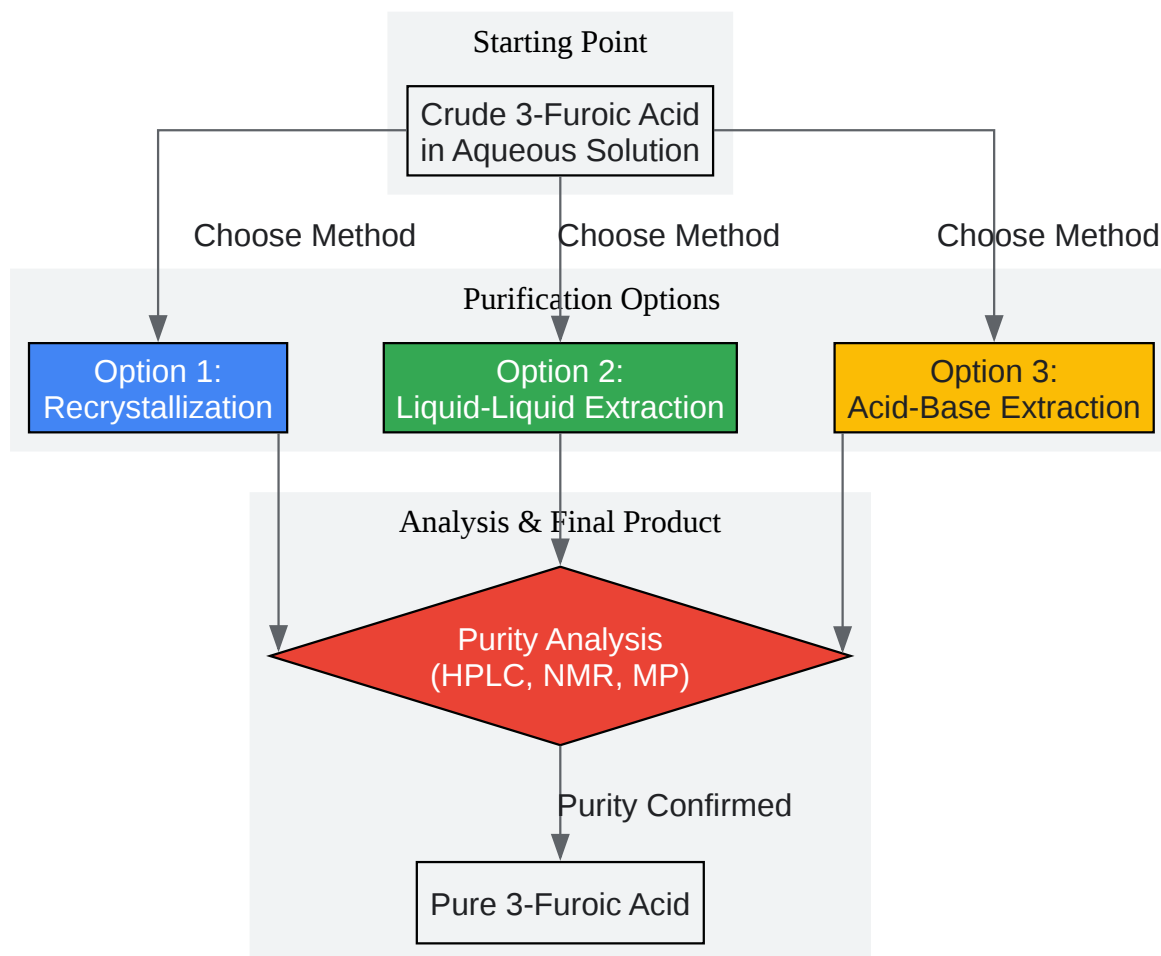 Starting Point
Crude 3-Furoic Acid
in Aqueous Solution
Choose Method
Choose Method
Choose Method
Purification Options
Option 1:
Recrystallization
Option 2:
Liquid-Liquid Extraction
Option 3:
Acid-Base Extraction
Analysis & Final Product
Purity Analysis
(HPLC, NMR, MP)
Purity Confirmed
Pure 3-Furoic Acid